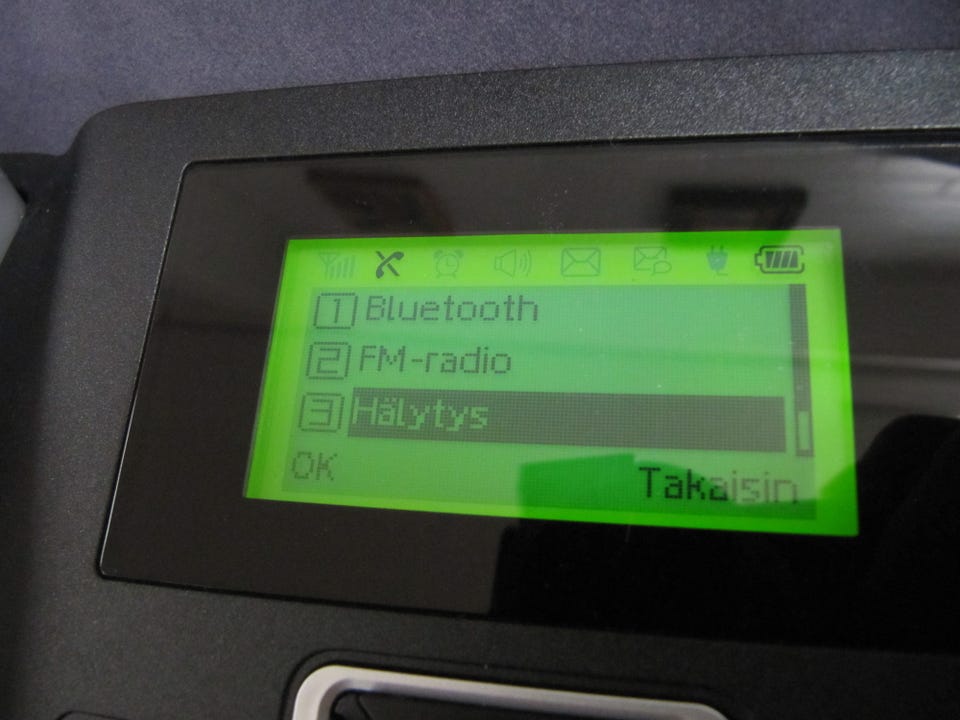 1 Bluetooth
2 FM-radio
3 Hälytys
OK Takaisin